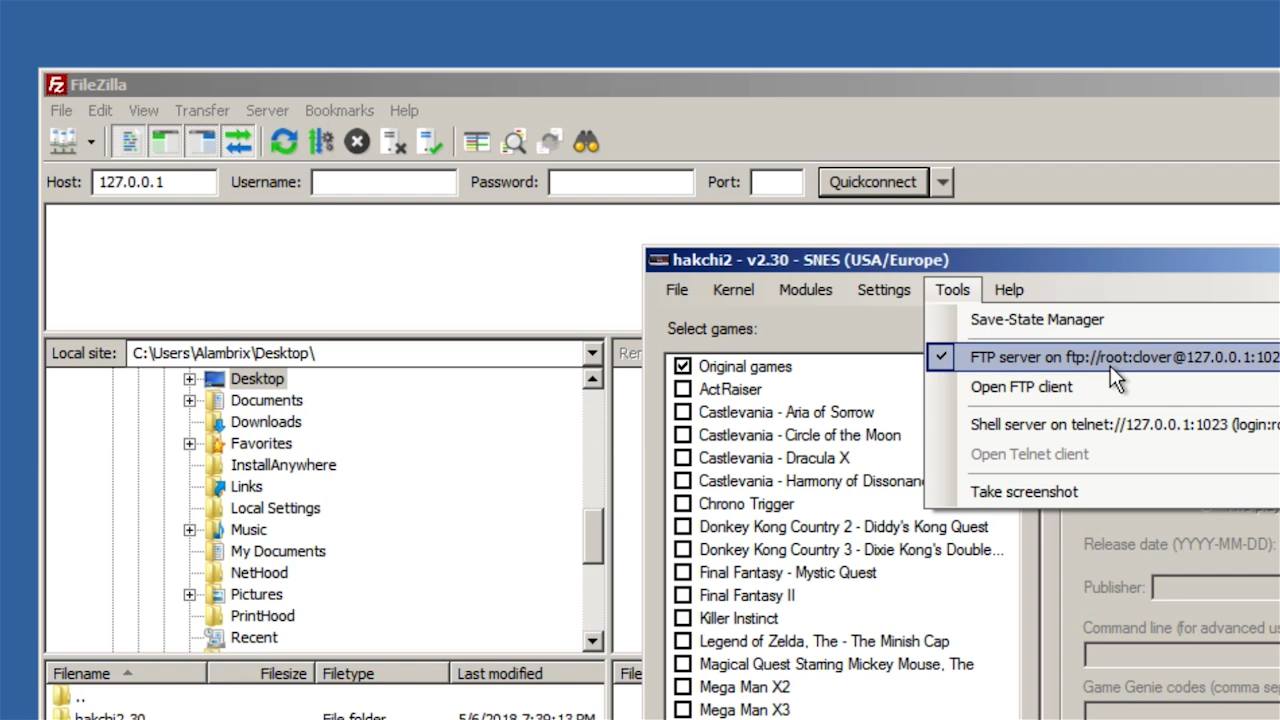 FileZilla
File Edit View Transfer Server Bookmarks Help
Host: 127.0.0.1 Username: Password: Port: Quickconnect
hakchi2 - v2.30 - SNES (USA/Europe)
File Kernel Modules Settings Tools Help
Save-State Manager
FTP server on ftp://root:clover@127.0.0.1:102
Open FTP client
Shell server on telnet://127.0.0.1:1023 (login:ro
Open Telnet client
Take screenshot
Select games:
Original games
ActRaiser
Castlevania - Aria of Sorrow
Castlevania - Circle of the Moon
Castlevania - Dracula X
Castlevania - Harmony of Dissonan
Chrono Trigger
Donkey Kong Country 2 - Diddy's Kong Quest
Donkey Kong Country 3 - Dixie Kong's Double...
Final Fantasy - Mystic Quest
Final Fantasy II
Killer Instinct
Legend of Zelda, The - The Minish Cap
Magical Quest Starring Mickey Mouse, The
Mega Man X2
Mega Man X3
Release date (YYYY-MM-DD):
Publisher:
Command line (for advanced us
Game Genie codes (comma sep
Local site: C:\Users\Alambrix\Desktop\
Rem
Desktop
Documents
Downloads
Favorites
InstallAnywhere
Links
Local Settings
Music
My Documents
NetHood
Pictures
PrintHood
Recent
Filename Filesize Filetype Last modified
File
..
hakchi2.30 File folder 5/6/2018 7:39:13 PM